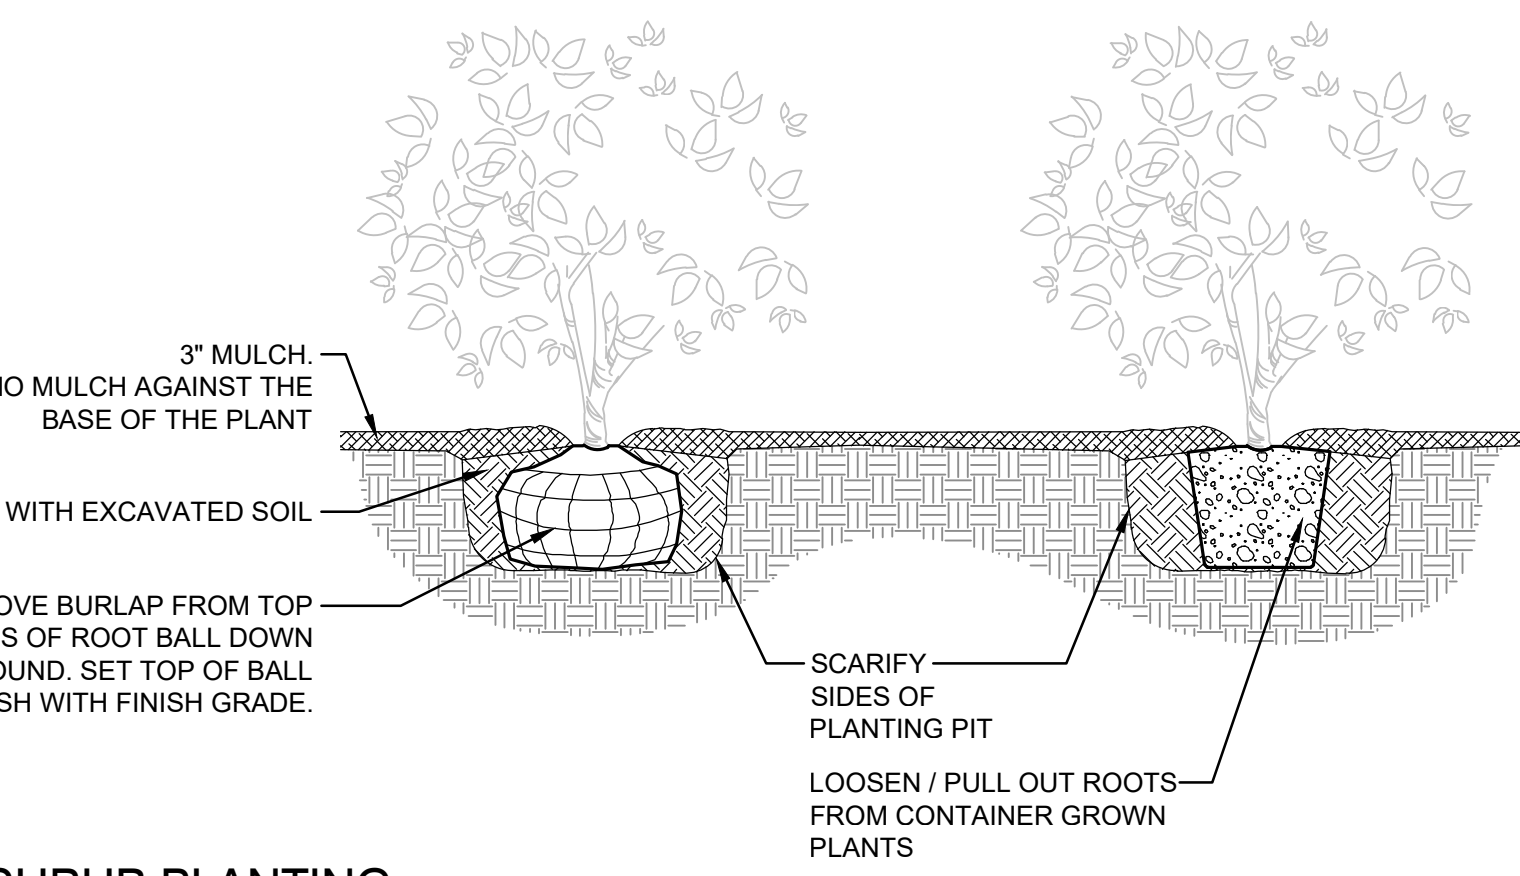 3" MULCH.
NO MULCH AGAINST THE
BASE OF THE PLANT
WITH EXCAVATED SOIL
OVE BURLAP FROM TOP
S OF ROOT BALL DOWN
OUND. SET TOP OF BALL
SH WITH FINISH GRADE.
SCARIFY
SIDES OF
PLANTING PIT
LOOSEN / PULL OUT ROOTS
FROM CONTAINER GROWN
PLANTS
SHRUB PLANTING